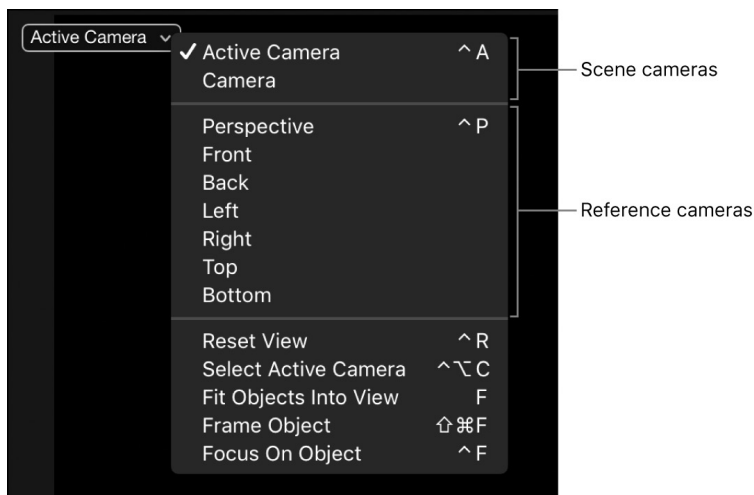 Active Camera
✓ Active Camera ^ A
Camera
Scene cameras
Perspective ^ P
Front
Back
Left
Right
Top
Bottom
Reference cameras
Reset View ^ R
Select Active Camera ^⌥ C
Fit Objects Into View F
Frame Object ⇧⌘F
Focus On Object ^ F